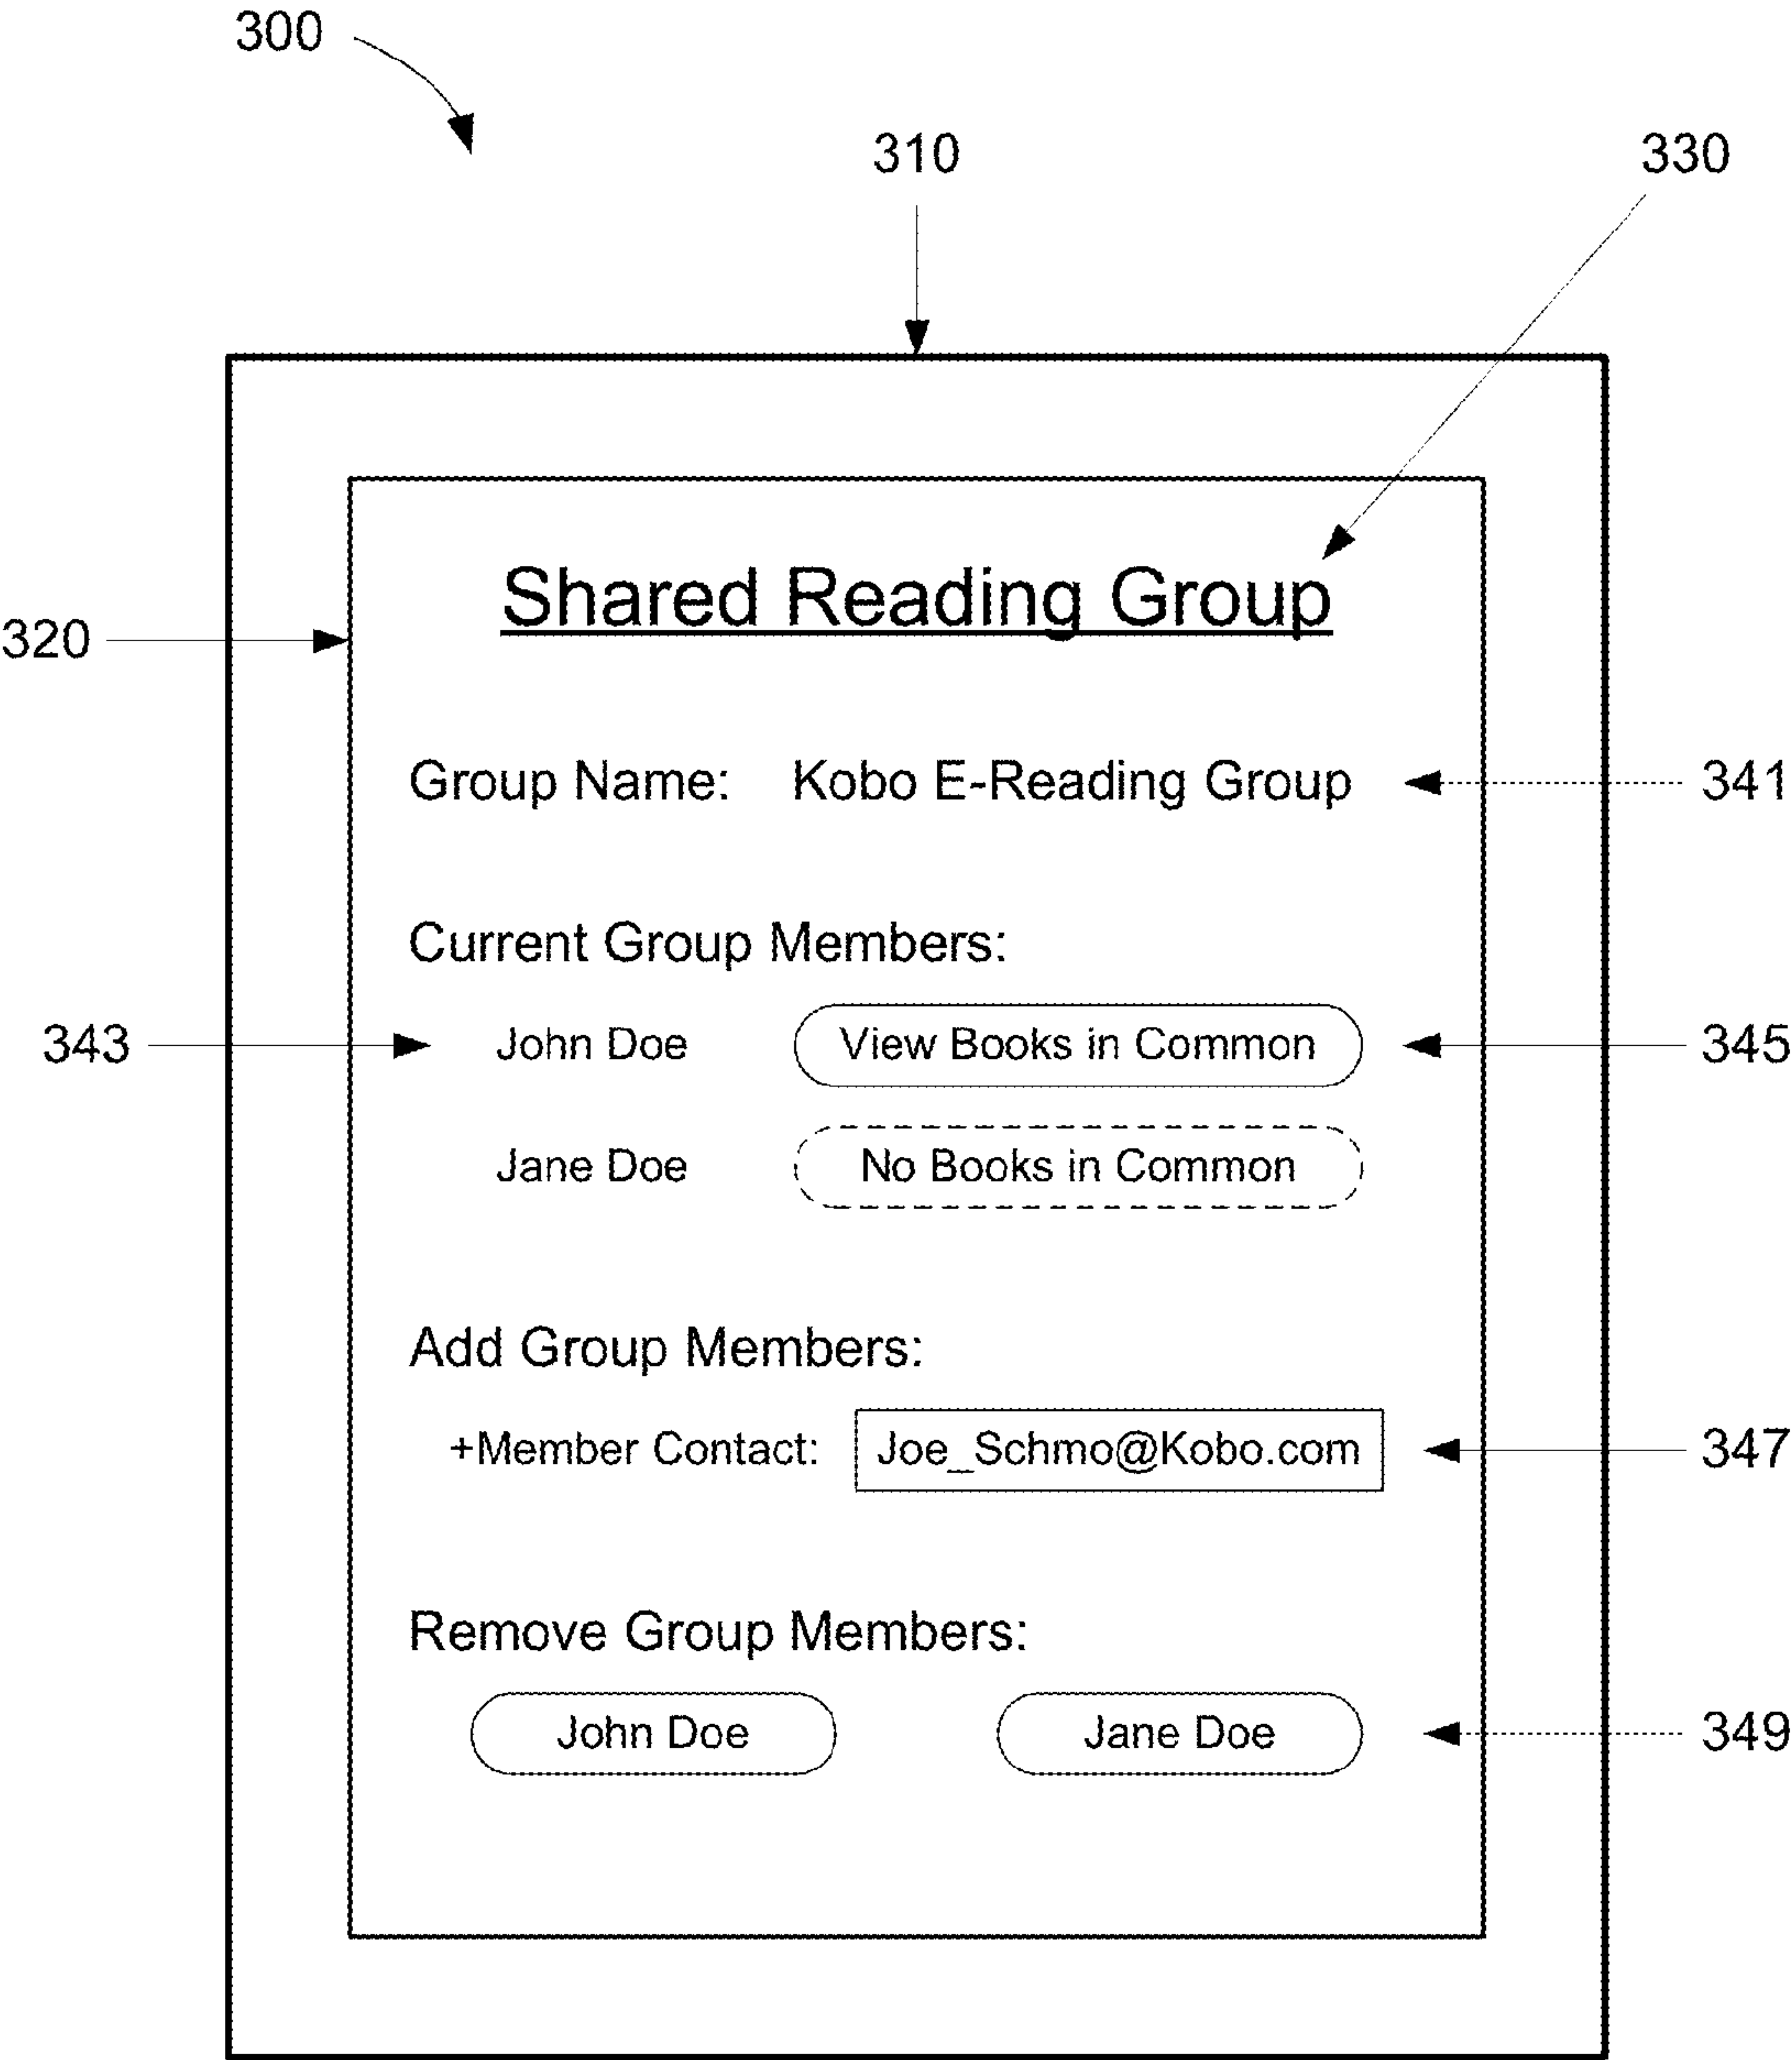 300
310
330
Shared Reading Group
320
Group Name: Kobo E-Reading Group
341
Current Group Members:
343
John Doe
View Books in Common
345
Jane Doe
No Books in Common
Add Group Members:
+Member Contact: Joe_Schmo@Kobo.com
347
Remove Group Members:
John Doe
Jane Doe
349